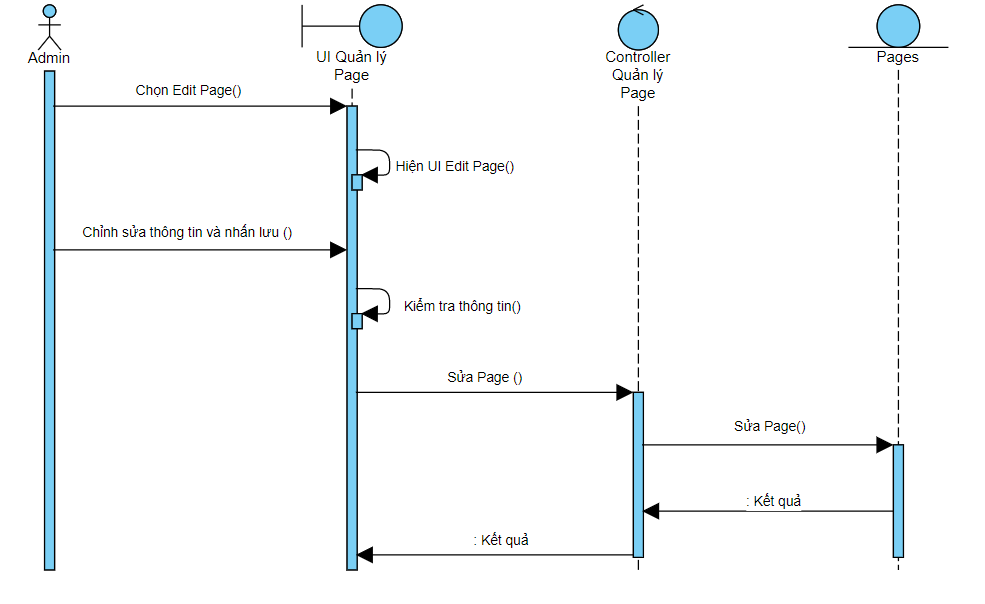 Admin
UI Quản lý
Page
Controller
Quản lý
Page
Pages
Chọn Edit Page()
Hiện UI Edit Page()
Chỉnh sửa thông tin và nhấn lưu ()
Kiểm tra thông tin()
Sửa Page ()
Sửa Page()
: Kết quả
: Kết quả